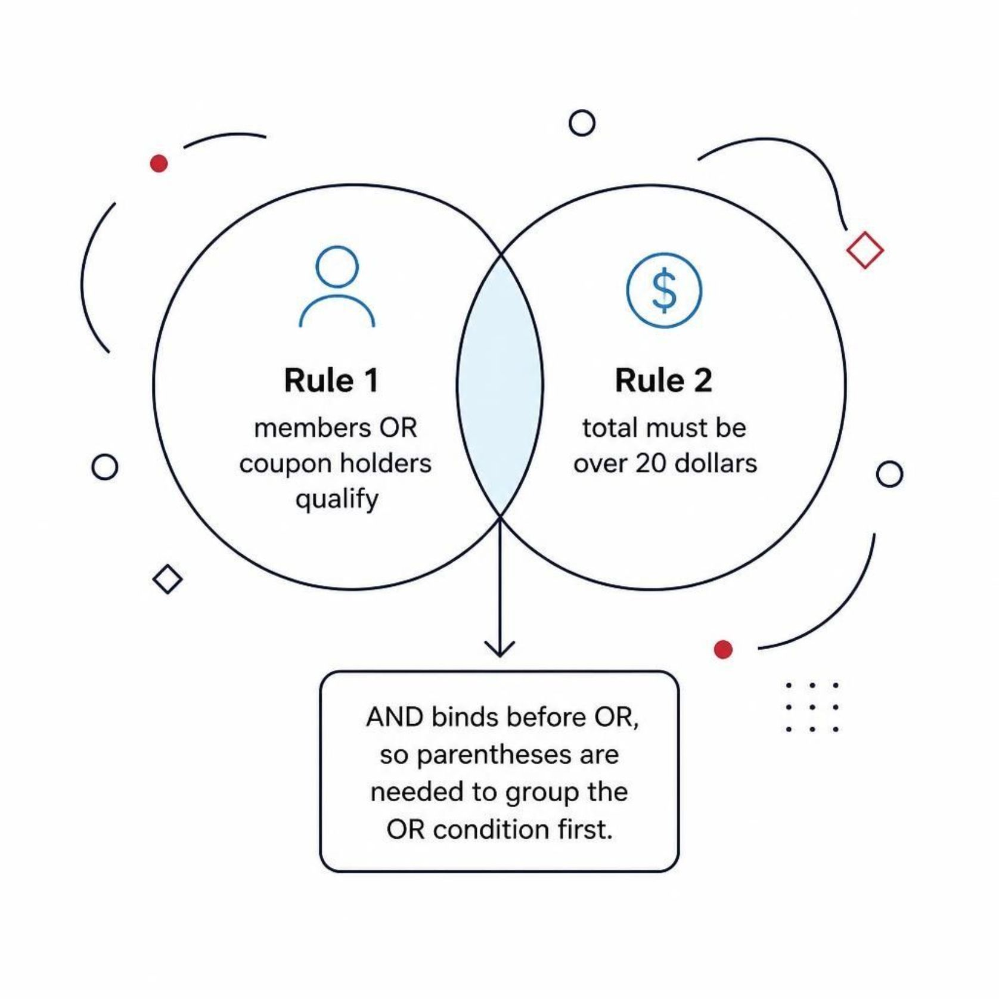 $
Rule 1
members OR
coupon holders
qualify
Rule 2
total must be
over 20 dollars
AND binds before OR,
so parentheses are
needed to group the
OR condition first.